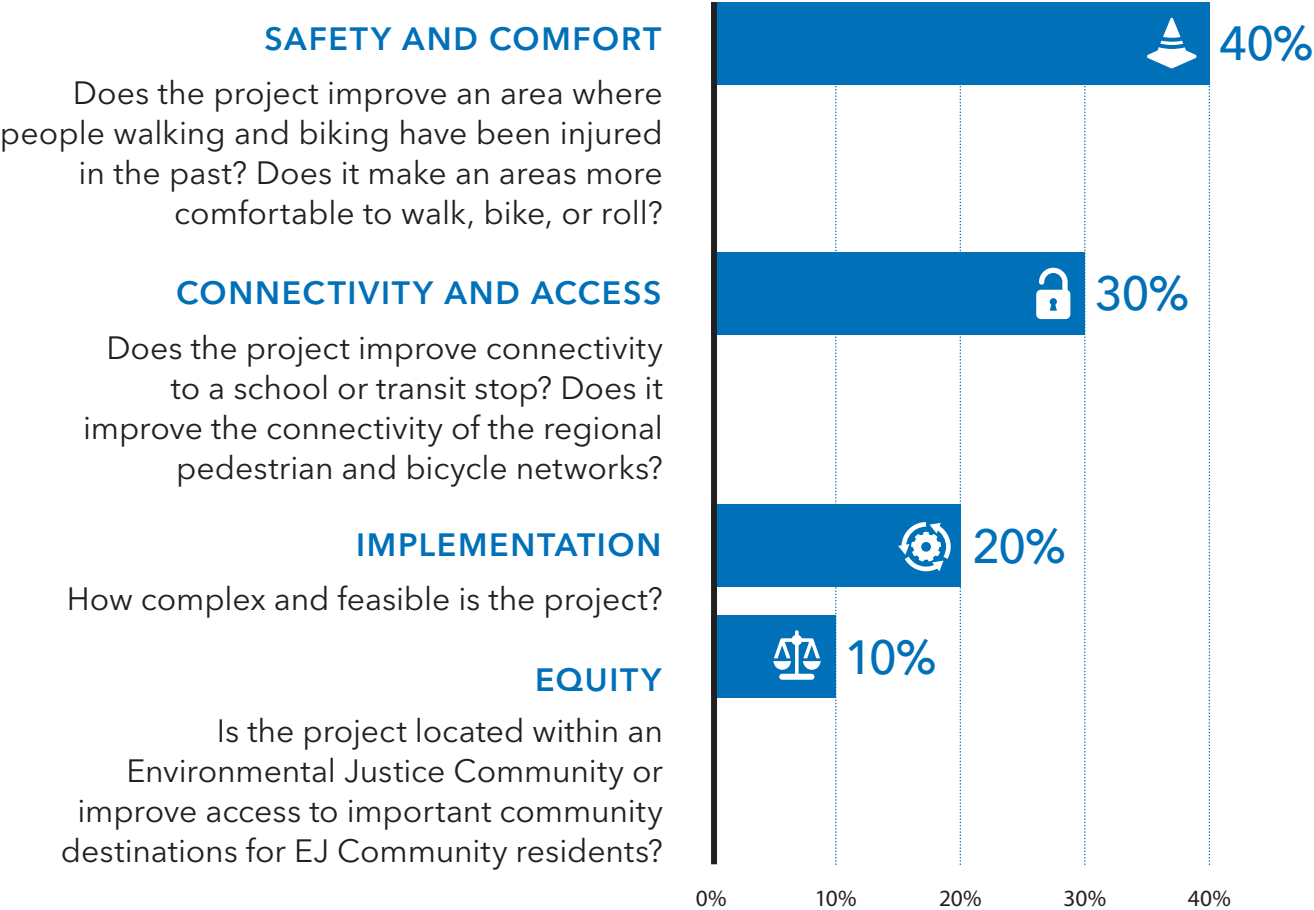 SAFETY AND COMFORT
40%
Does the project improve an area where
people walking and biking have been injured
in the past? Does it make an areas more
comfortable to walk, bike, or roll?
CONNECTIVITY AND ACCESS
30%
Does the project improve connectivity
to a school or transit stop? Does it
improve the connectivity of the regional
pedestrian and bicycle networks?
IMPLEMENTATION
20%
How complex and feasible is the project?
EQUITY
10%
Is the project located within an
Environmental Justice Community or
improve access to important community
destinations for EJ Community residents?
0% 10% 20% 30% 40%